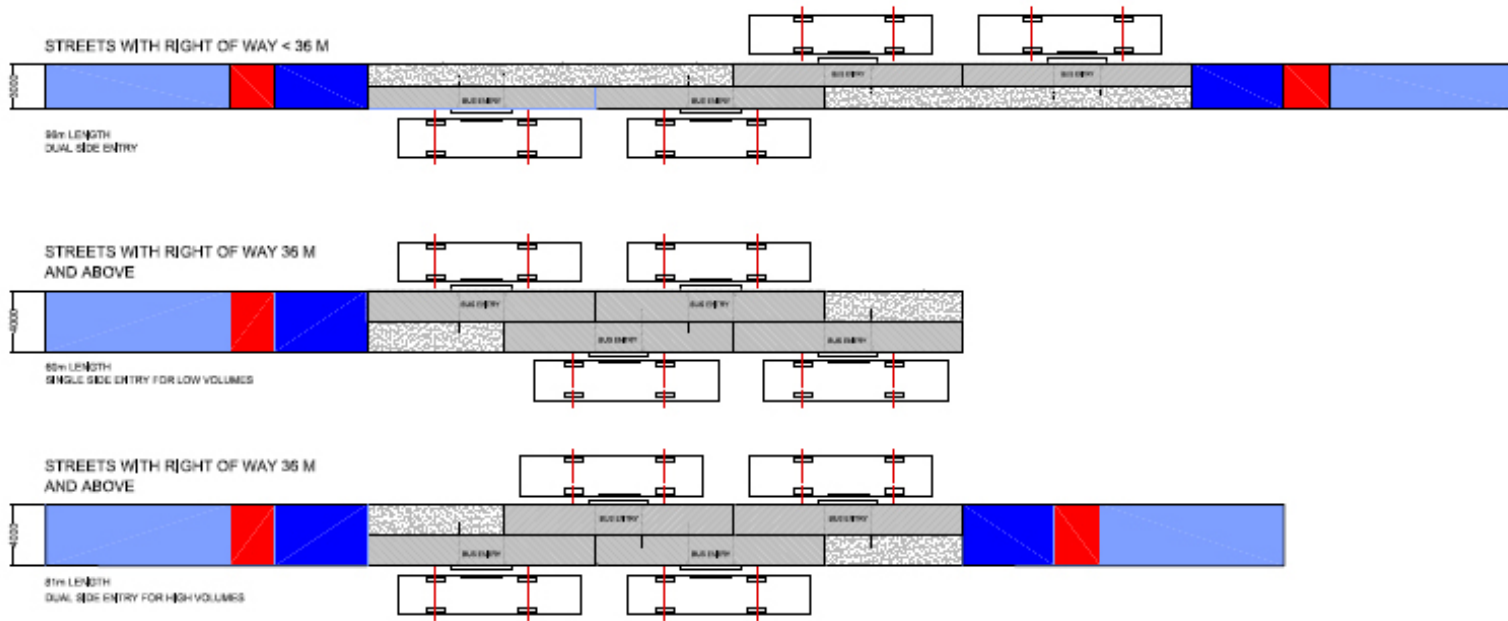 STREETS WITH RIGHT OF WAY < 36 M
3000
BUS ENTRY
BUS ENTRY
BUS ENTRY
BUS ENTRY
96m LENGTH
DUAL SIDE ENTRY
STREETS WITH RIGHT OF WAY 36 M
AND ABOVE
4000
BUS ENTRY
BUS ENTRY
BUS ENTRY
BUS ENTRY
60m LENGTH
SINGLE SIDE ENTRY FOR LOW VOLUMES
STREETS WITH RIGHT OF WAY 36 M
AND ABOVE
4000
BUS ENTRY
BUS ENTRY
BUS ENTRY
BUS ENTRY
81m LENGTH
DUAL SIDE ENTRY FOR HIGH VOLUMES